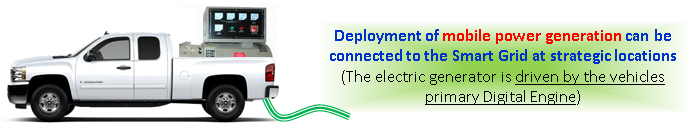 Deployment of mobile power generation can be
connected to the Smart Grid at strategic locations
(The electric generator is driven by the vehicles
primary Digital Engine)